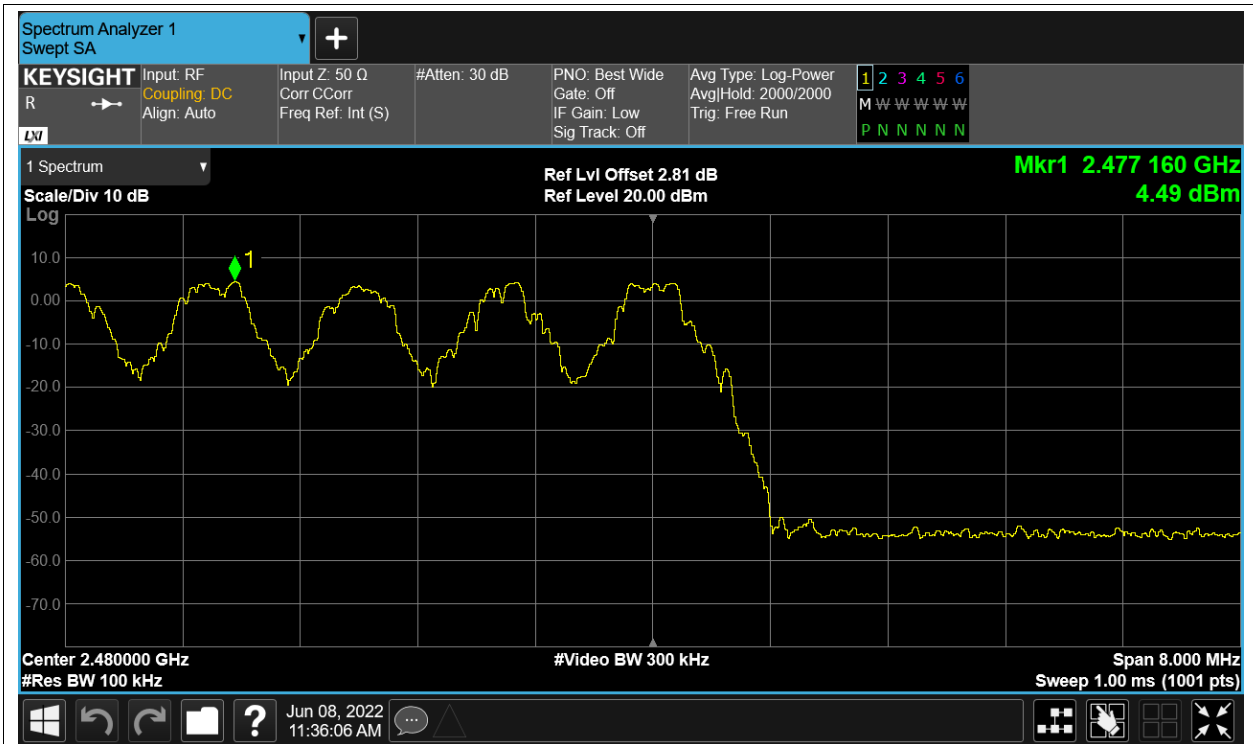 Spectrum Analyzer 1
Swept SA
KEYSIGHT
R
LXI
Input: RF
Coupling: DC
Align: Auto
Input Z: 50 Ω
Corr CCorr
Freq Ref: Int (S)
#Atten: 30 dB
PNO: Best Wide
Gate: Off
IF Gain: Low
Sig Track: Off
Avg Type: Log-Power
Avg|Hold: 2000/2000
Trig: Free Run
1 2 3 4 5 6
M W W W W W
P N N N N N
1 Spectrum
Scale/Div 10 dB
Log
Ref Lvl Offset 2.81 dB
Ref Level 20.00 dBm
Mkr1 2.477 160 GHz
4.49 dBm
1
10.0
0.00
-10.0
-20.0
-30.0
-40.0
-50.0
-60.0
-70.0
Center 2.480000 GHz
#Res BW 100 kHz
#Video BW 300 kHz
Span 8.000 MHz
Sweep 1.00 ms (1001 pts)
?
Jun 08, 2022
11:36:06 AM